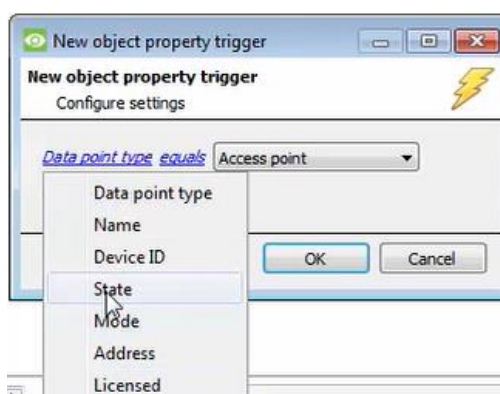 New object property trigger
New object property trigger
Configure settings
Data point type equals Access point
Data point type
Name
Device ID
OK Cancel
State
Mode
Address
Licensed